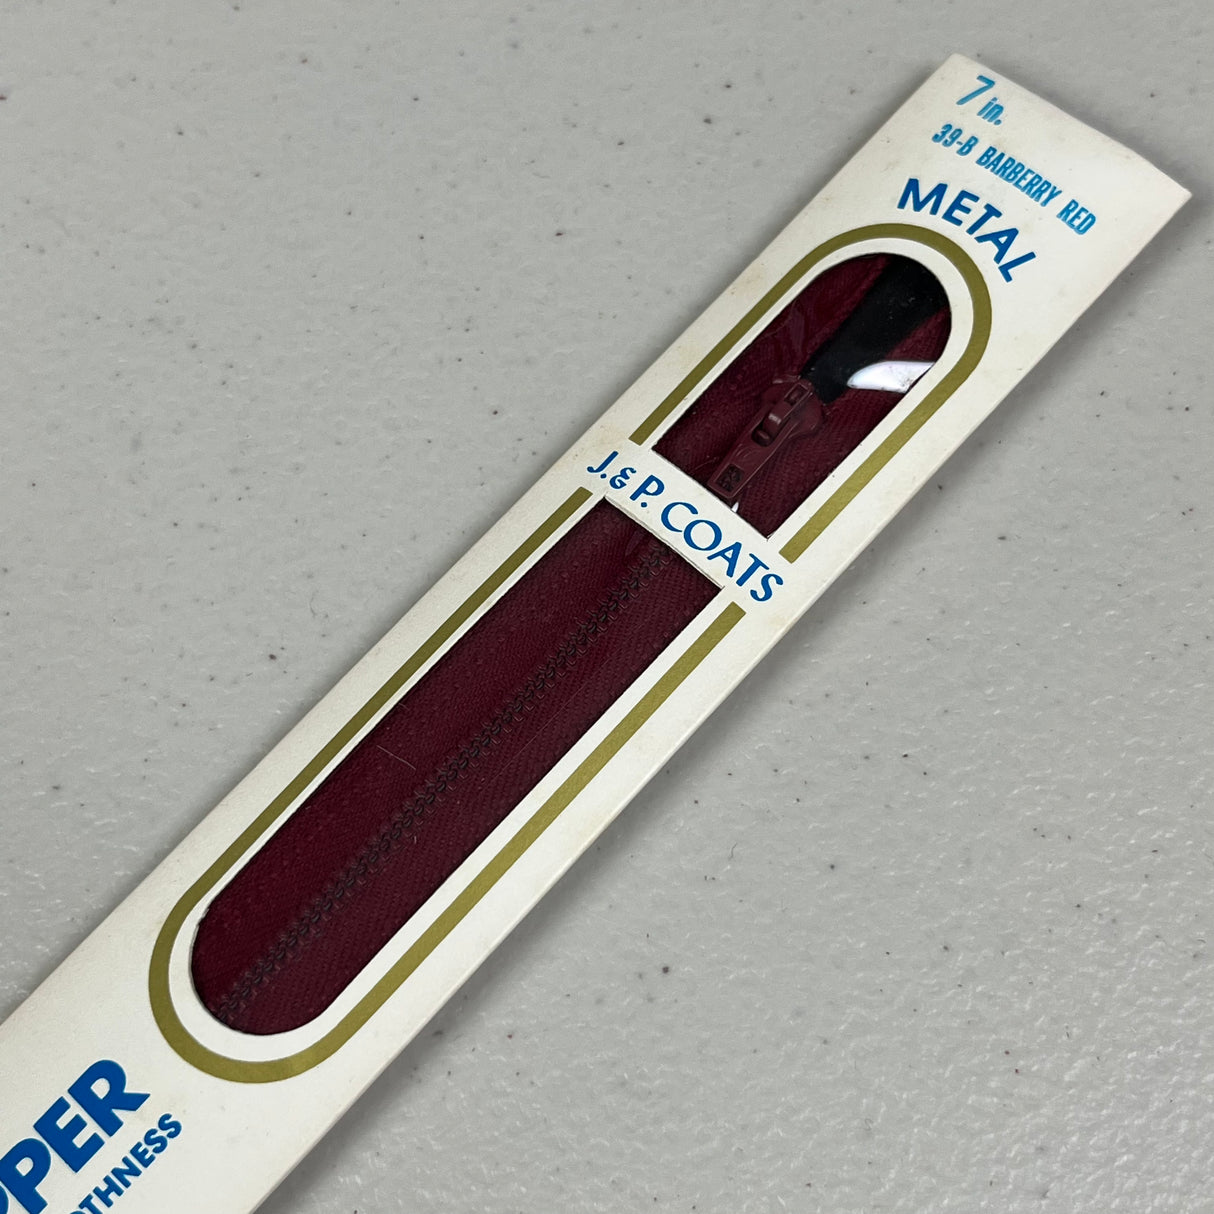 7 in.
39-B BARBERRY RED
METAL
J.&P. COATS
PPER
OTHNESS